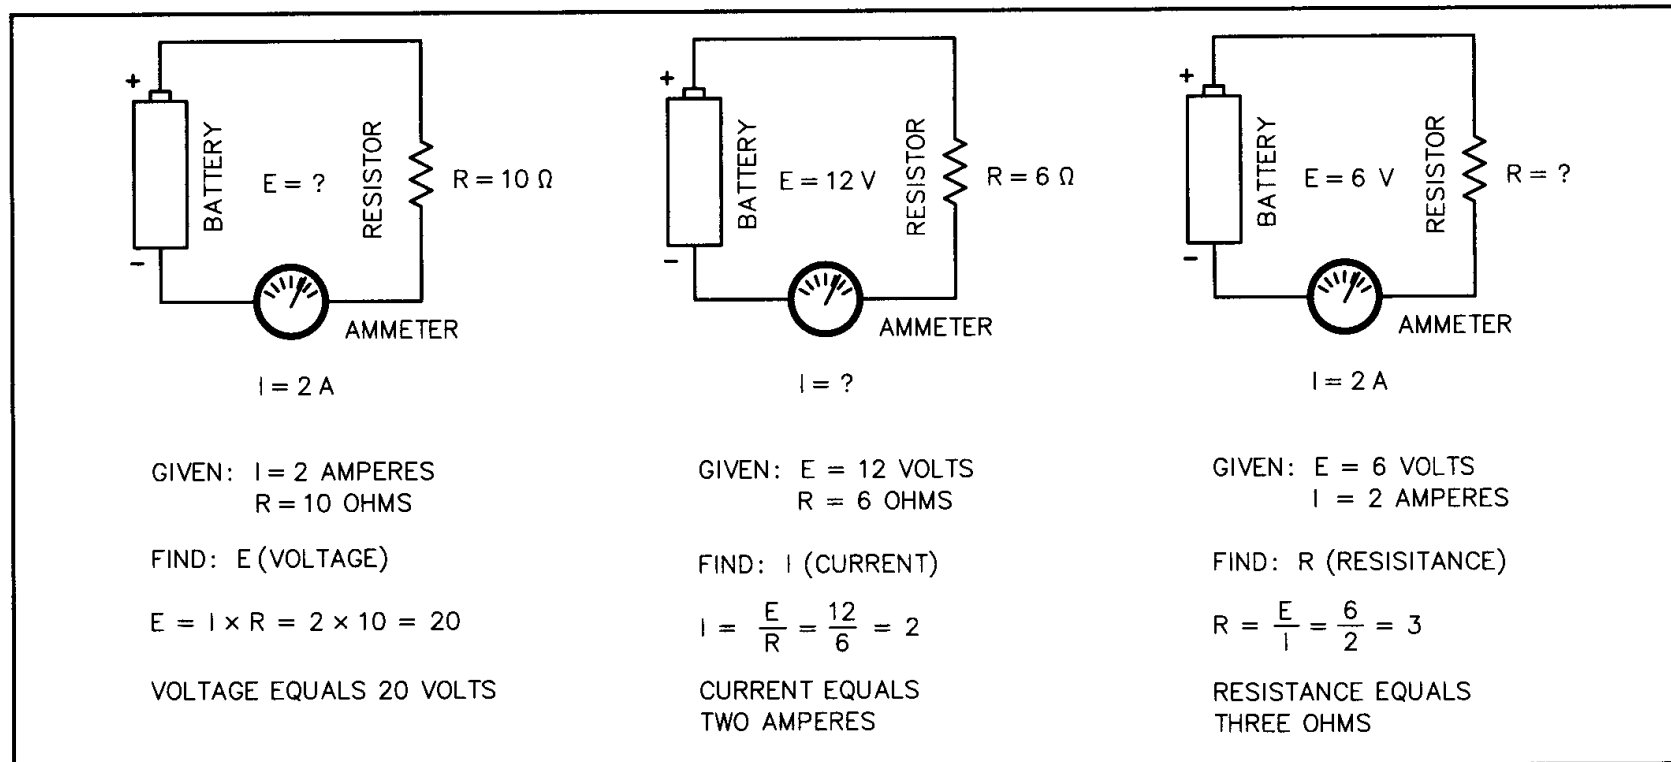 +
BATTERY
E = ?
RESISTOR
R = 10 Ω
−
AMMETER
I = 2 A
GIVEN: I = 2 AMPERES
R = 10 OHMS
FIND: E (VOLTAGE)
E = I × R = 2 × 10 = 20
VOLTAGE EQUALS 20 VOLTS
+
BATTERY
E = 12 V
RESISTOR
R = 6 Ω
−
AMMETER
I = ?
GIVEN: E = 12 VOLTS
R = 6 OHMS
FIND: I (CURRENT)
I = E/R = 12/6 = 2
CURRENT EQUALS
TWO AMPERES
+
BATTERY
E = 6 V
RESISTOR
R = ?
−
AMMETER
I = 2 A
GIVEN: E = 6 VOLTS
I = 2 AMPERES
FIND: R (RESISITANCE)
R = E/I = 6/2 = 3
RESISTANCE EQUALS
THREE OHMS